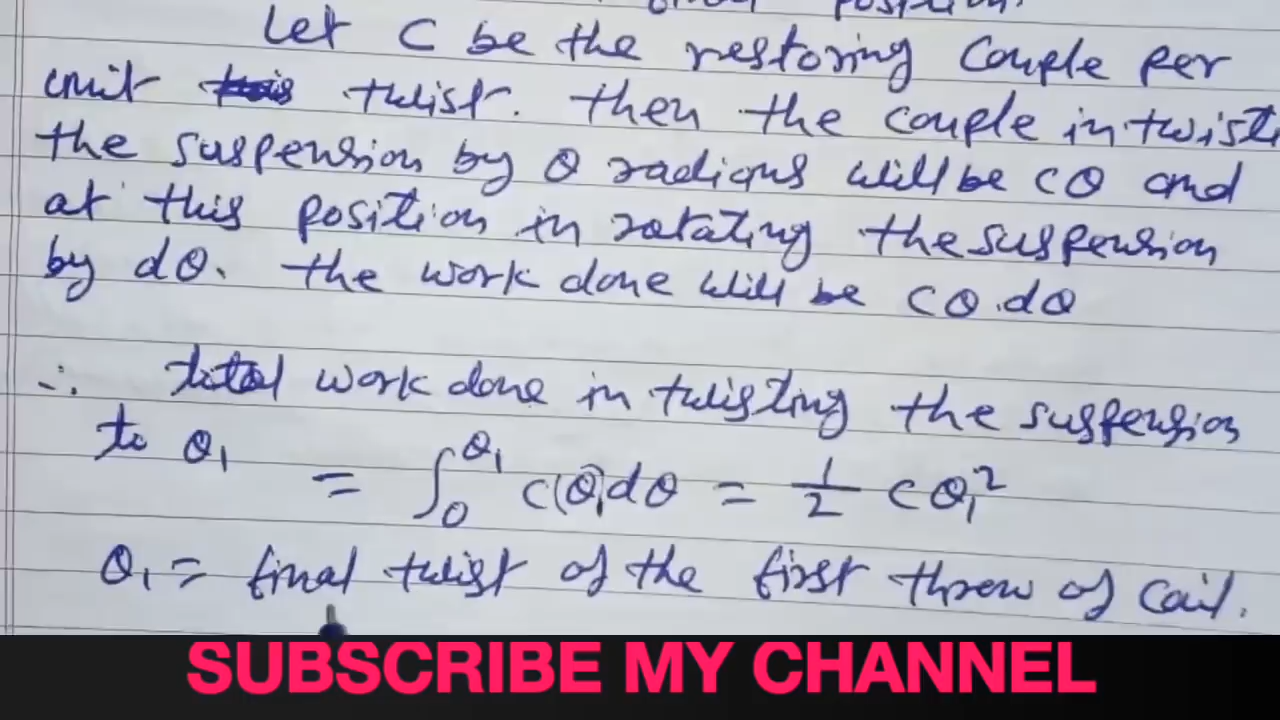 position.
Let C be the restoring Couple per
unit this twist. then the couple in twisti
the suspension by θ radians will be cθ and
at this position in rotating the suspension
by dθ. the work done will be cθ.dθ
∴ total work done in twisting the suspension
to θ₁ = ∫₀^θ₁ c(θ)dθ = 1/2 cθ₁²
θ₁ = final twist of the first throw of coil.
SUBSCRIBE MY CHANNEL